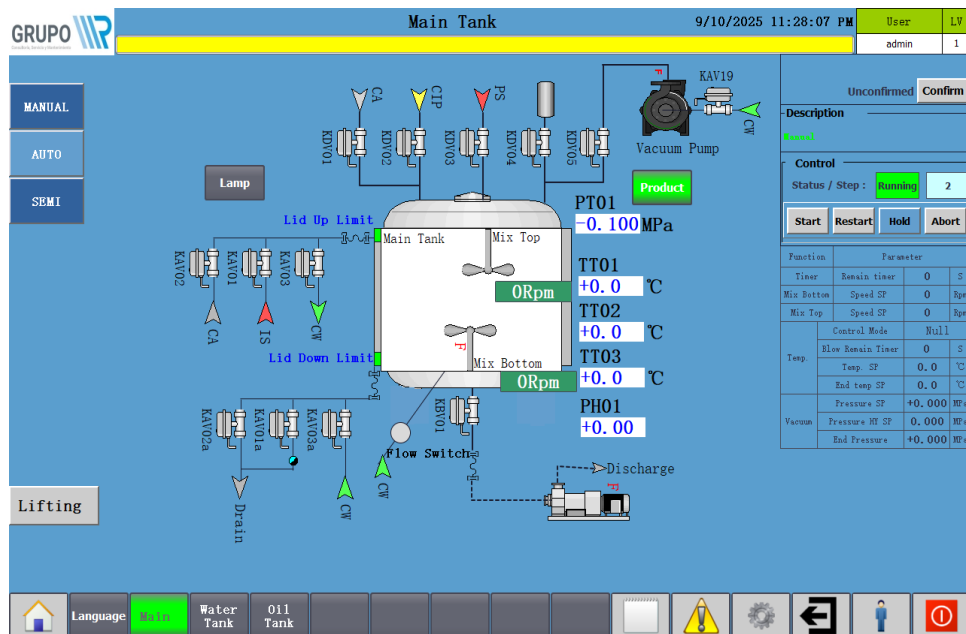 GRUPO
Main Tank
9/10/2025 11:28:07 PM
User
LV
admin
1
MANUAL
AUTO
SEMI
Lamp
CA
CIP
PS
KDV01
KDV02
KDV03
KDV04
KDV05
F
KAV19
CW
Vacuum Pump
Product
Unconfirmed
Confirm
Description
Normal
Control
Status / Step :
Running
2
Start
Restart
Hold
Abort
Lid Up Limit
Main Tank
Mix Top
0Rpm
PT01
-0.100 MPa
TT01
+0.0 ℃
TT02
+0.0 ℃
TT03
+0.0 ℃
PH01
+0.00
KAV02
KAV01
KAV03
CA
IS
CW
Lid Down Limit
F
Mix Bottom
0Rpm
KAV02a
KAV01a
KAV03a
KBV01
Flow Switch
CW
CW
Drain
Discharge
F
Function Parameter
Timer Remain timer 0 S
Mix Bottom Speed SP 0 Rpm
Mix Top Speed SP 0 Rpm
Temp.
Control Mode Null
Blow Remain Timer 0 S
Temp. SP 0.0 ℃
End temp SP 0.0 ℃
Vacuum
Pressure SP +0.000 MPa
Pressure HY SP 0.000 MPa
End Pressure +0.000 MPa
Lifting
Language
Main
Water Tank
Oil Tank